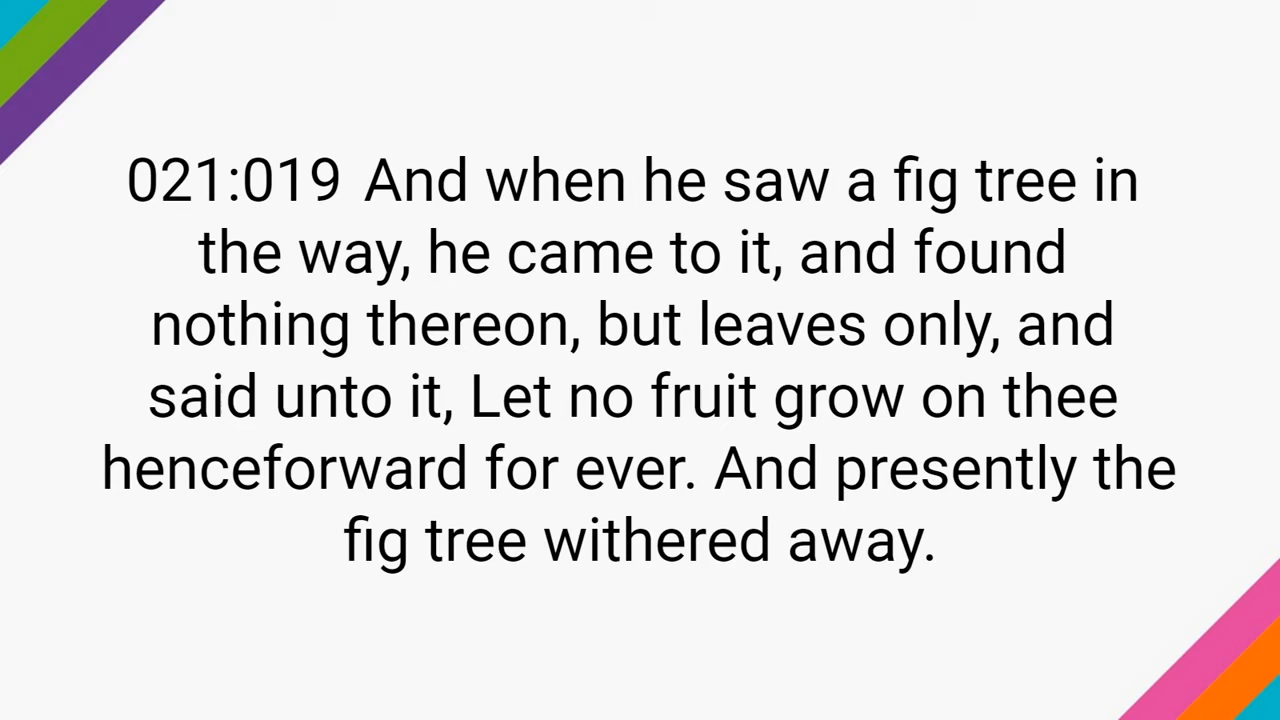 021:019 And when he saw a fig tree in
the way, he came to it, and found
nothing thereon, but leaves only, and
said unto it, Let no fruit grow on thee
henceforward for ever. And presently the
fig tree withered away.